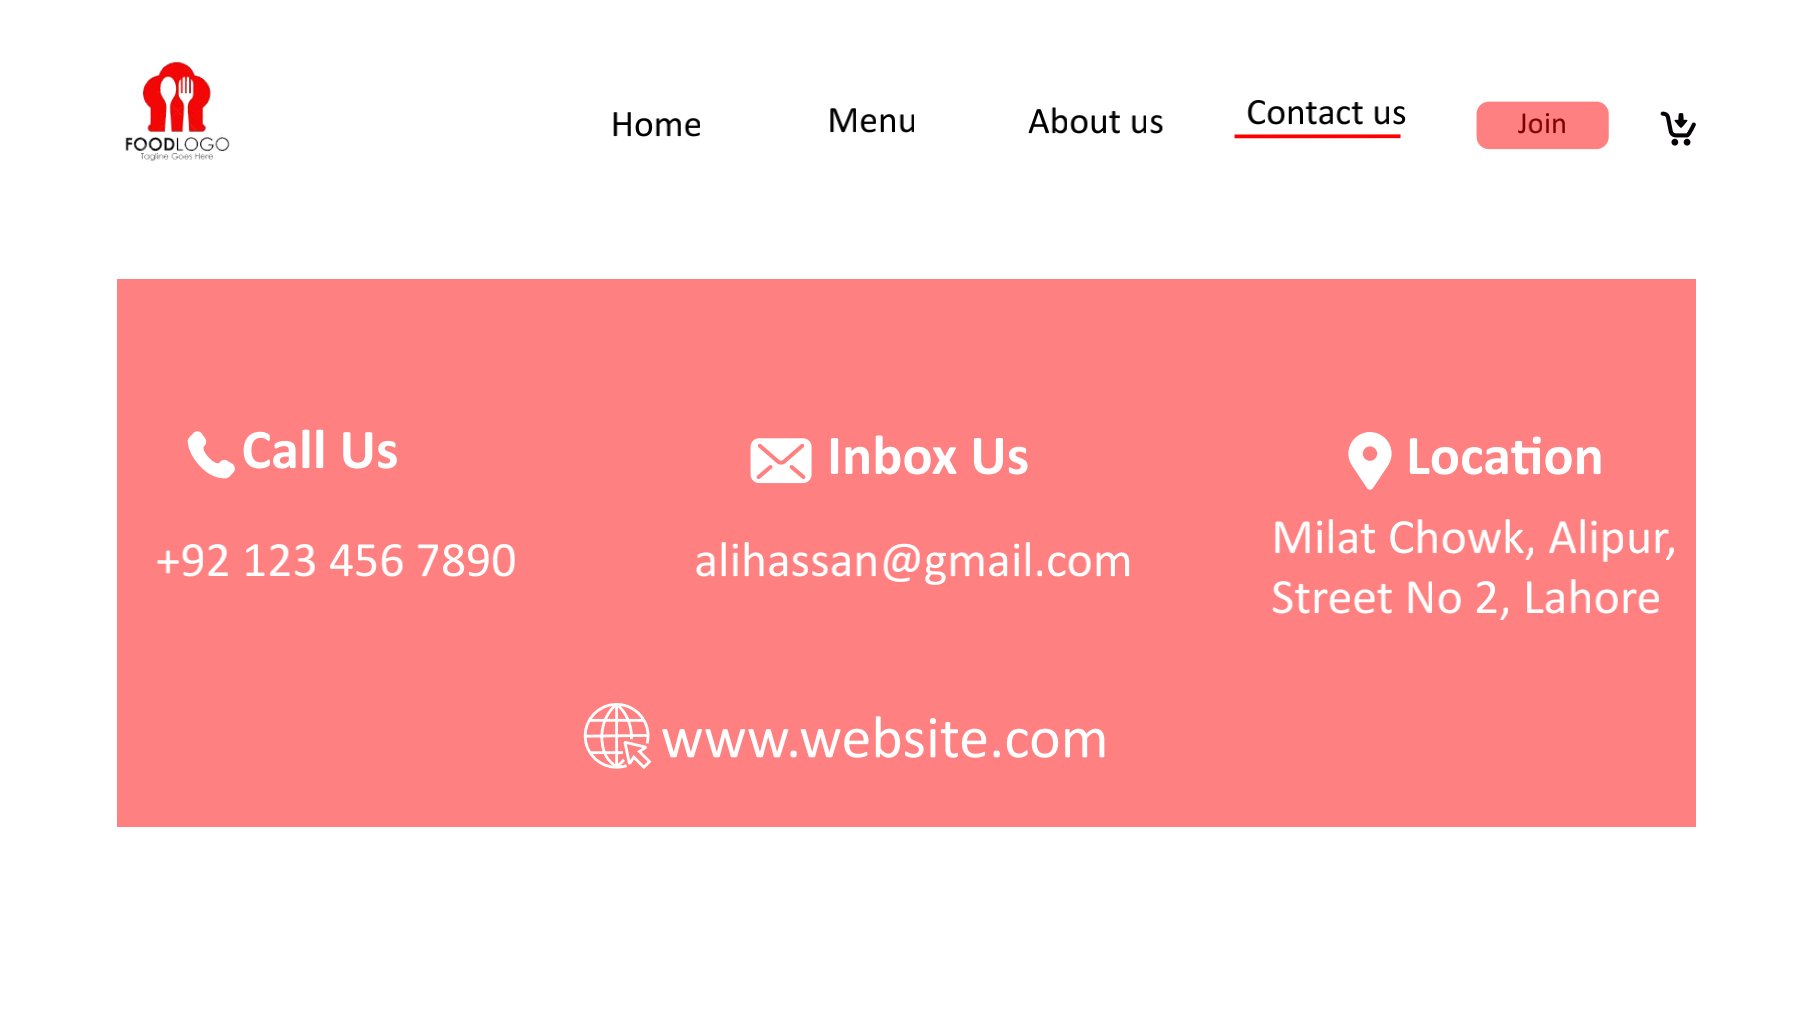 FOODLOGO
Tagline Goes Here
Home
Menu
About us
Contact us
Join
Call Us
+92 123 456 7890
Inbox Us
alihassan@gmail.com
Location
Milat Chowk, Alipur,
Street No 2, Lahore
www.website.com